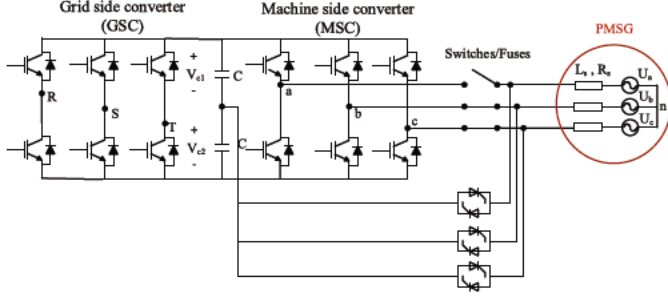 Grid side converter
(GSC)
Machine side converter
(MSC)
PMSG
Switches/Fuses
+
Vc1
-
C
R
S
T
+
Vc2
-
C
a
b
c
Ls , Rs
Ua
Ub
Uc
n